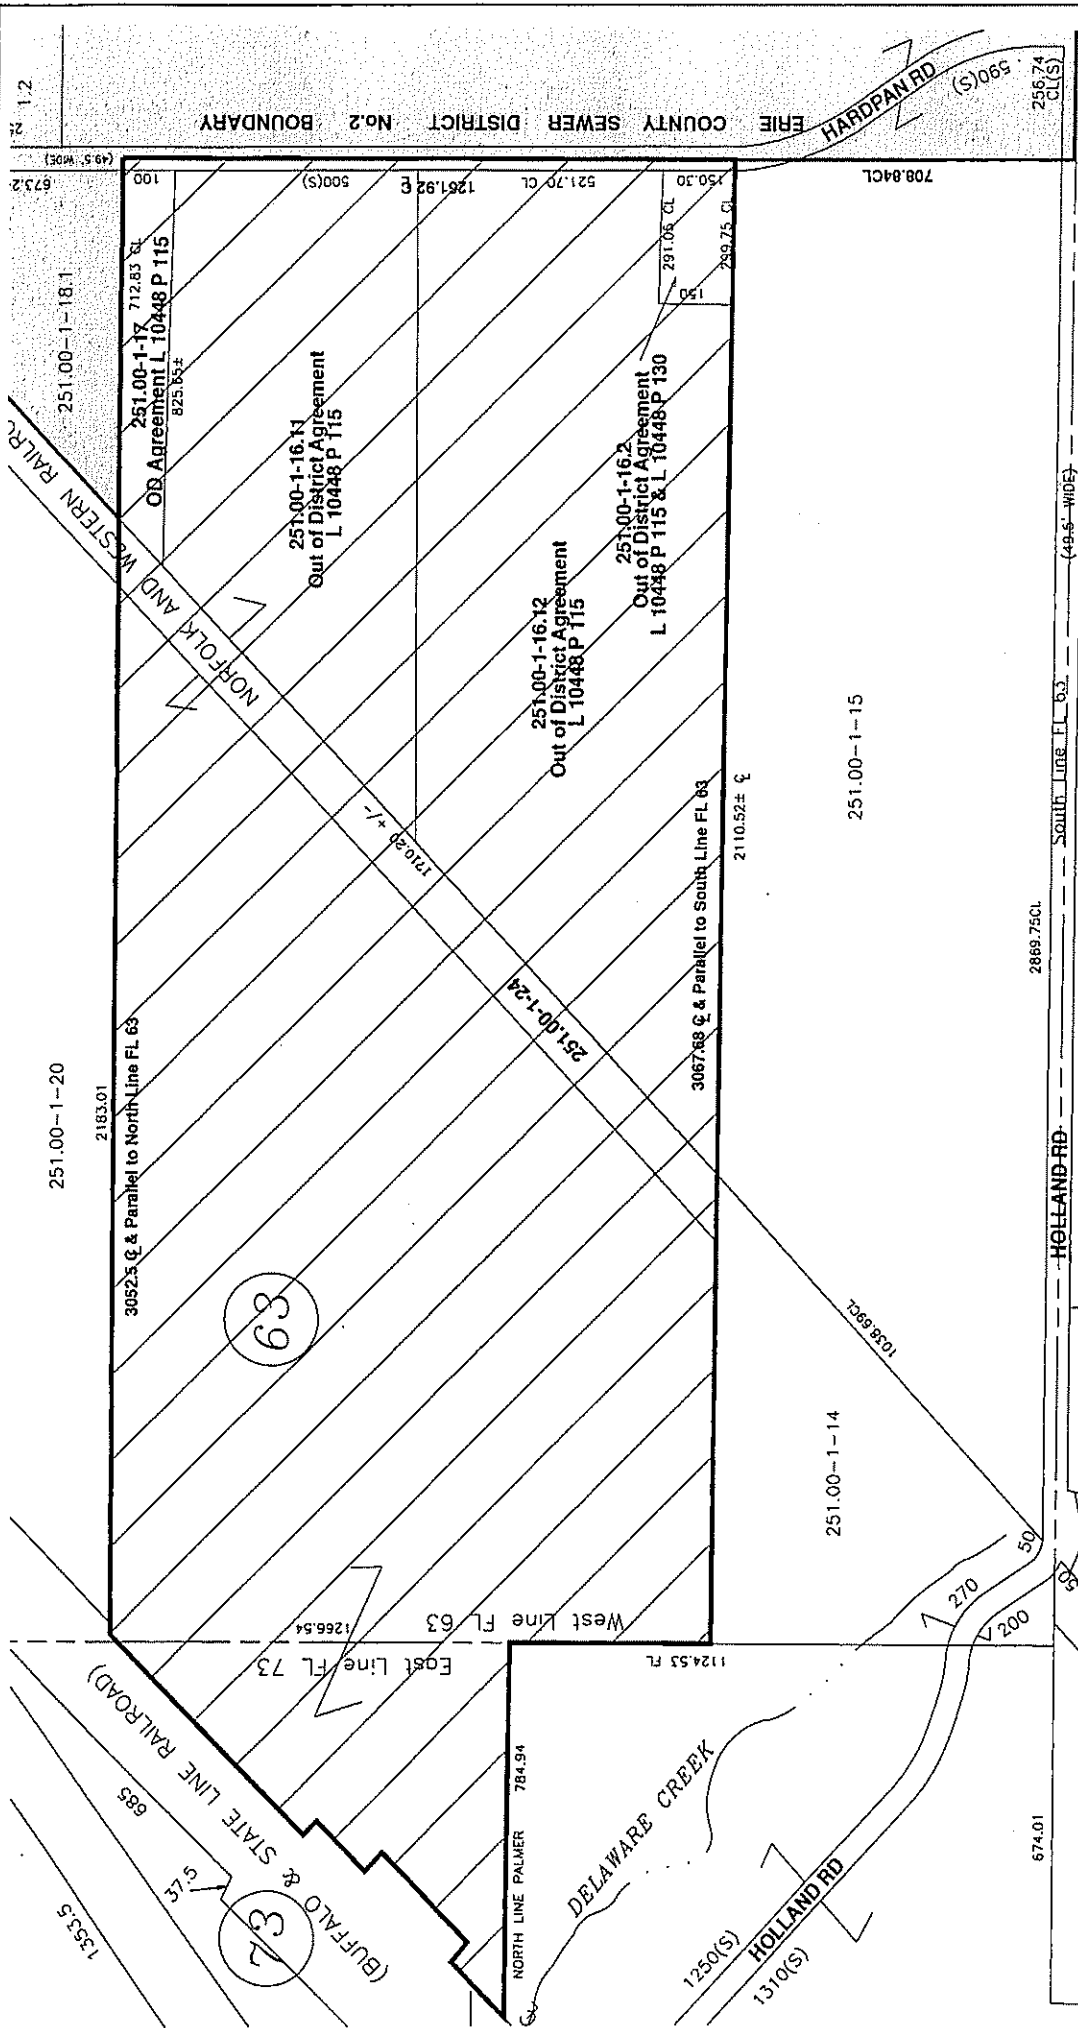 1.2
ERIE COUNTY SEWER DISTRICT No.2 BOUNDARY
HARDPAN RD
590(S)
256.74
CL(S)
(49.5' WIDE)
673.2
100
500(S)
1261.92 ℄
521.70 CL
150.30
708.84CL
251.00-1-18.1
251.00-1-17
712.83 CL
OD Agreement L 10448 P 115
825.65±
291.06 CL
299.75 CL
150
NORFOLK AND WESTERN
251.00-1-16.11
Out of District Agreement
L 10448 P 115
251.00-1-16.2
Out of District Agreement
L 10448 P 115 & L 10448 P 130
251.00-1-16.12
Out of District Agreement
L 10448 P 115
(49.5' WIDE)
South Line FL 63
1710.20 +/-
2110.52± ℄
251.00-1-15
3067.68 ℄ & Parallel to South Line FL 63
251.00-1-24
2869.75CL
251.00-1-20
2183.01
3052.5 ℄ & Parallel to North Line FL 63
HOLLAND RD
63
1038.69CL
251.00-1-14
50
50
270
200
1266.54
West Line FL 63
East Line FL 73
1124.53 FL
(BUFFALO & STATE LINE RAILROAD)
685
37.5
73
1353.5
NORTH LINE PALMER
784.94
DELAWARE CREEK
HOLLAND RD
1250(S)
1310(S)
674.01